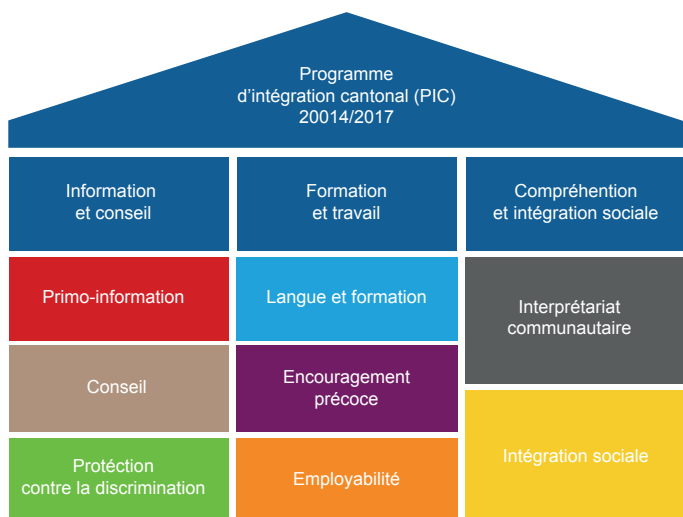 Programme
d'intégration cantonal (PIC)
20014/2017
Information
et conseil
Formation
et travail
Compréhention
et intégration sociale
Primo-information
Langue et formation
Interprétariat
communautaire
Conseil
Encouragement
précoce
Protéction
contre la discrimination
Employabilité
Intégration sociale